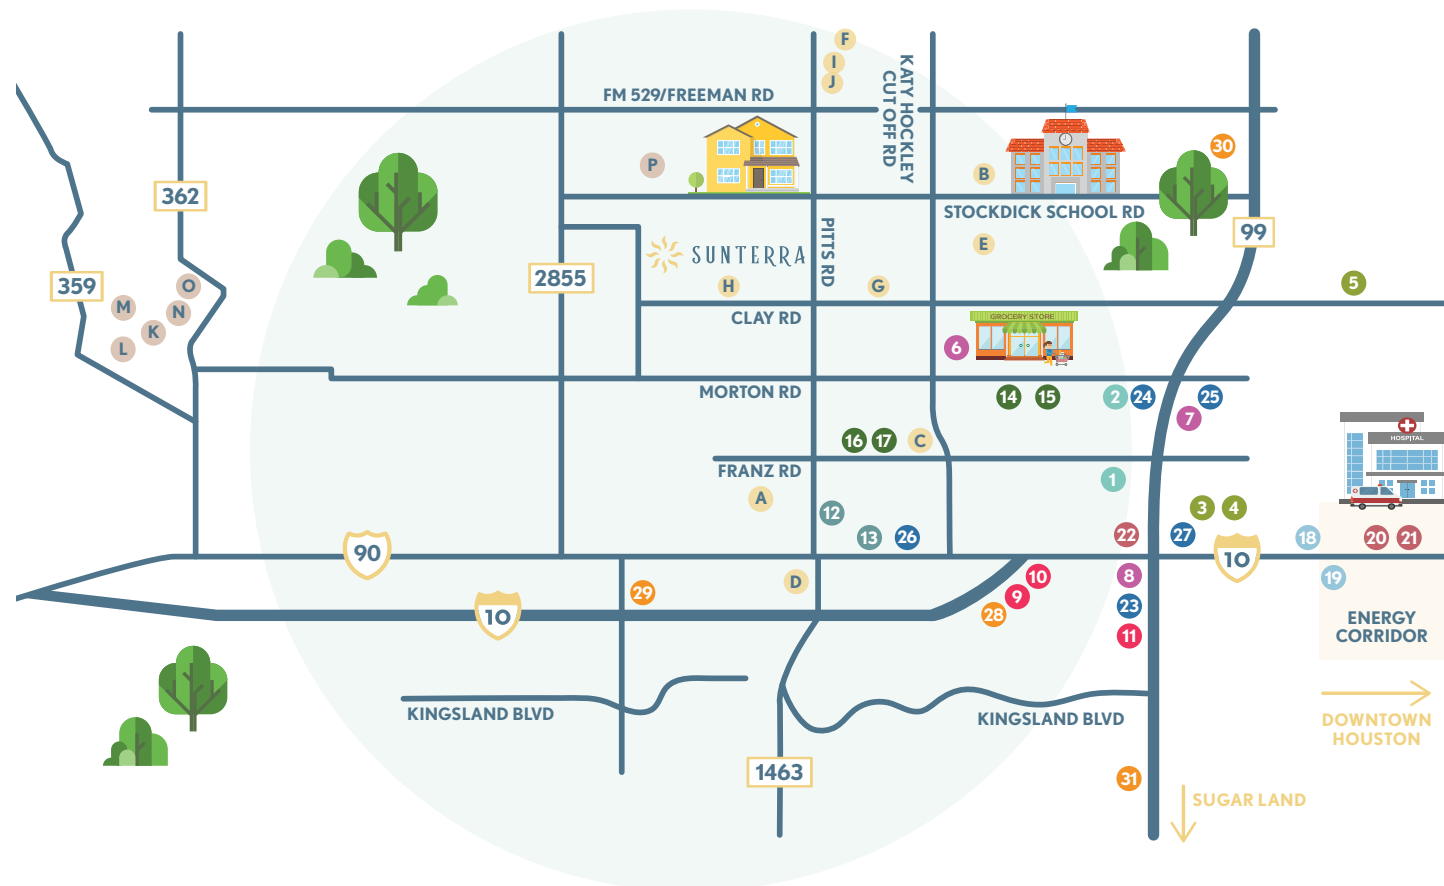 F
I
J
KATY HOCKLEY
CUT OFF RD
FM 529/FREEMAN RD
30
P
B
362
STOCKDICK SCHOOL RD
99
PITTS RD
SUNTERRA
E
2855
359
O
H
G
5
M
N
CLAY RD
GROCERY STORE
K
L
6
MORTON RD
14
15
2
24
25
7
HOSPITAL
16
17
C
FRANZ RD
1
A
12
3
4
13
26
22
27
18
20
21
90
10
D
10
8
19
29
9
23
28
10
11
ENERGY
CORRIDOR
KINGSLAND BLVD
KINGSLAND BLVD
DOWNTOWN
HOUSTON
1463
31
SUGAR LAND